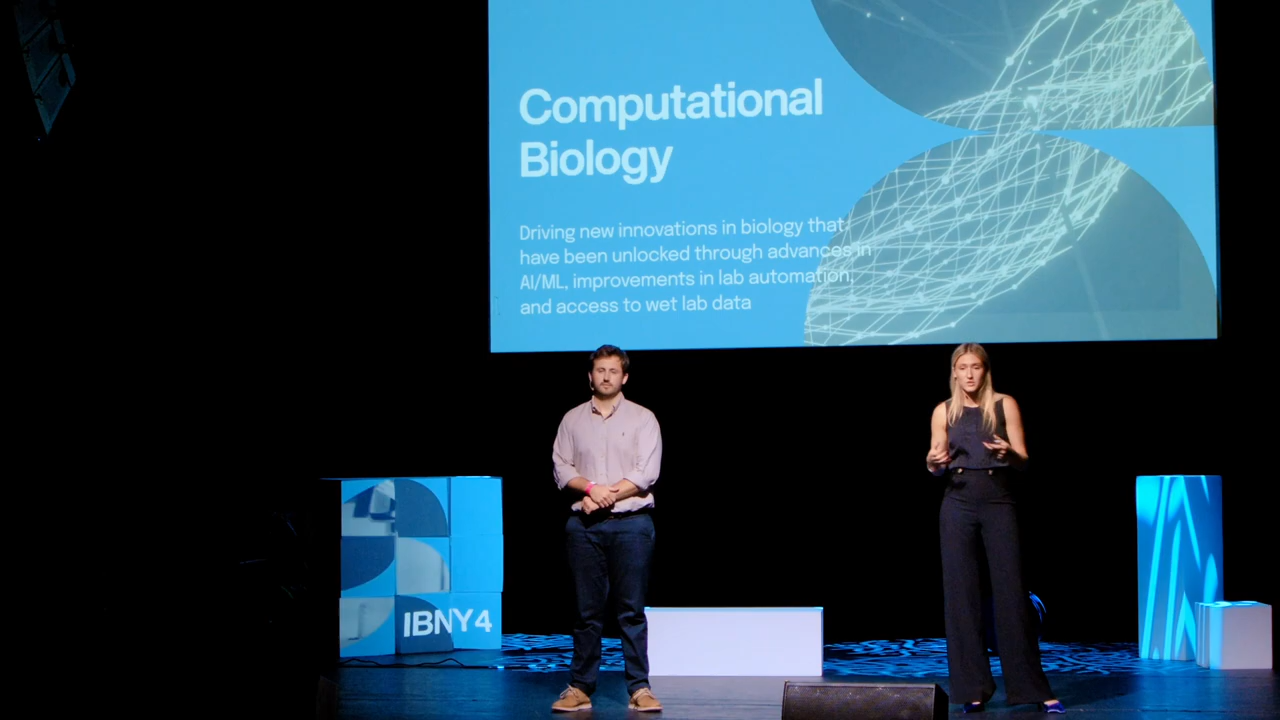 Computational
Biology
Driving new innovations in biology that
have been unlocked through advances in
AI/ML, improvements in lab automation,
and access to wet lab data
IBNY4